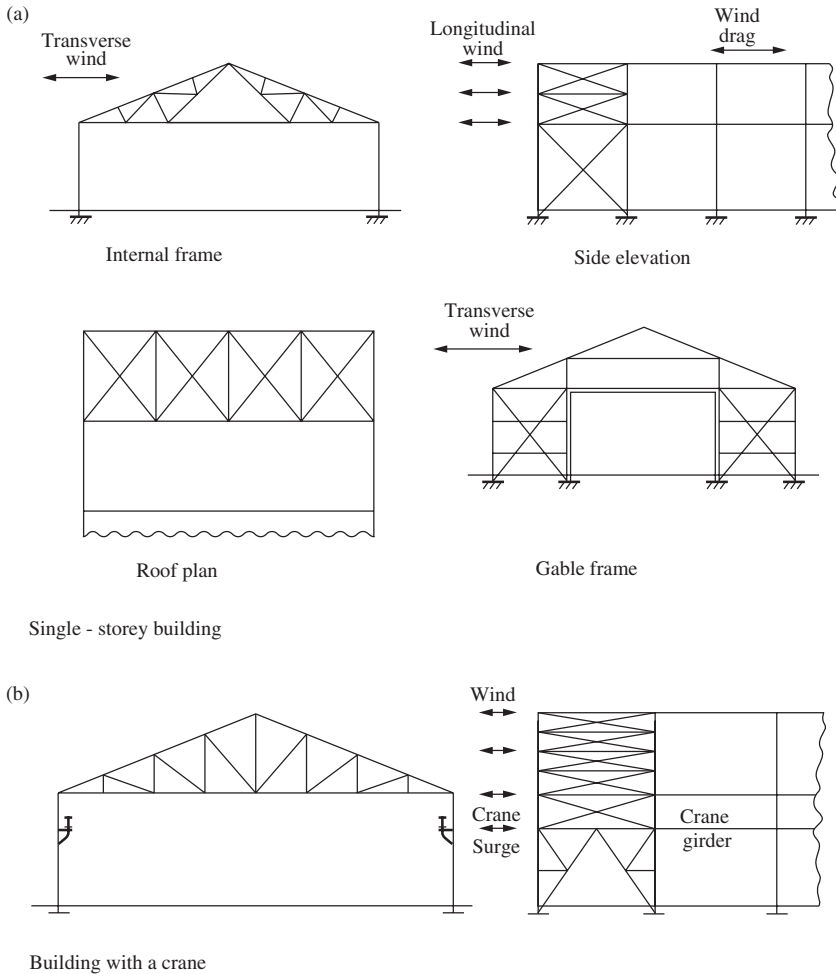 (a)
Transverse
wind
Internal frame
Longitudinal
wind
Wind
drag
Side elevation
Roof plan
Transverse
wind
Gable frame
Single - storey building
(b)
Wind
Crane
Surge
Crane
girder
Building with a crane